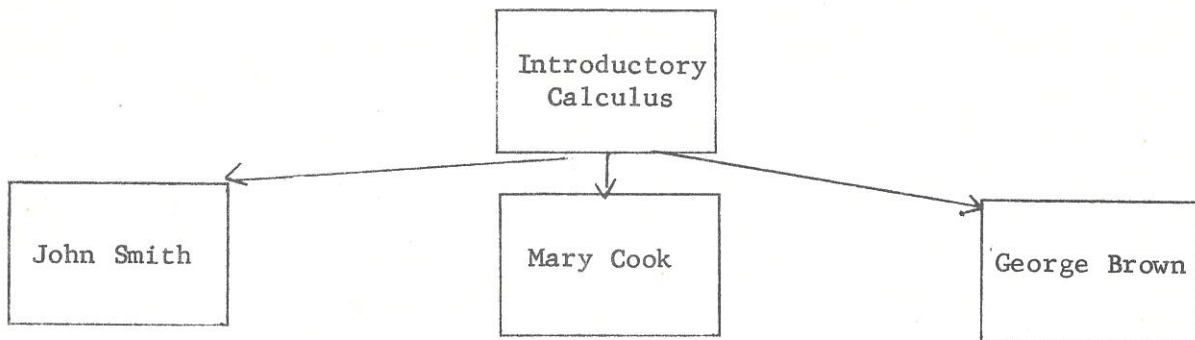 Introductory
Calculus
John Smith
Mary Cook
George Brown